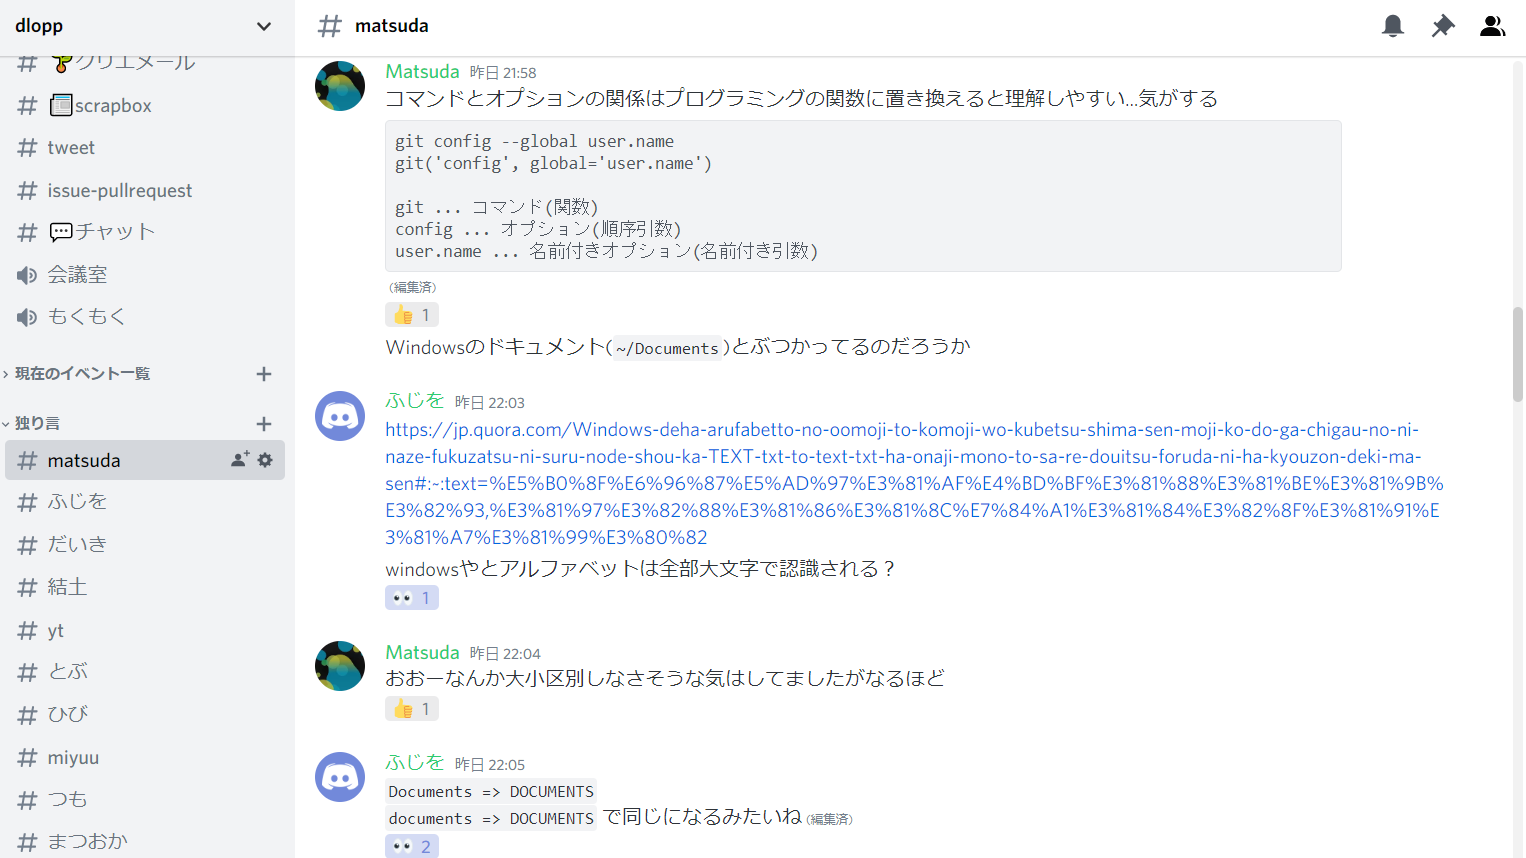 dlopp
クリエメール
scrapbox
tweet
issue-pullrequest
チャット
会議室
もくもく
現在のイベント一覧
独り言
matsuda
ふじを
だいき
結土
yt
とぶ
ひび
miyuu
つも
まつおか
matsuda
Matsuda 昨日 21:58
コマンドとオプションの関係はプログラミングの関数に置き換えると理解しやすい...気がする
git config --global user.name
git('config', global='user.name')
git ... コマンド(関数)
config ... オプション(順序引数)
user.name ... 名前付きオプション(名前付き引数)
(編集済)
👍 1
Windowsのドキュメント(~/Documents)とぶつかってるのだろうか
ふじを 昨日 22:03
https://jp.quora.com/Windows-deha-arufabetto-no-oomoji-to-komoji-wo-kubetsu-shima-sen-moji-ko-do-ga-chigau-no-ni-
naze-fukuzatsu-ni-suru-node-shou-ka-TEXT-txt-to-text-txt-ha-onaji-mono-to-sa-re-douitsu-foruda-ni-ha-kyouzon-deki-ma-
sen#:~:text=%E5%B0%8F%E6%96%87%E5%AD%97%E3%81%AF%E4%BD%BF%E3%81%88%E3%81%BE%E3%81%9B%
E3%82%93,%E3%81%97%E3%82%88%E3%81%86%E3%81%8C%E7%84%A1%E3%81%84%E3%82%8F%E3%81%91%E
3%81%A7%E3%81%99%E3%80%82
windowsやとアルファベットは全部大文字で認識される？
👀 1
Matsuda 昨日 22:04
おおーなんか大小区別しなさそうな気はしてましたがなるほど
👍 1
ふじを 昨日 22:05
Documents => DOCUMENTS
documents => DOCUMENTS で同じになるみたいね (編集済)
👀 2